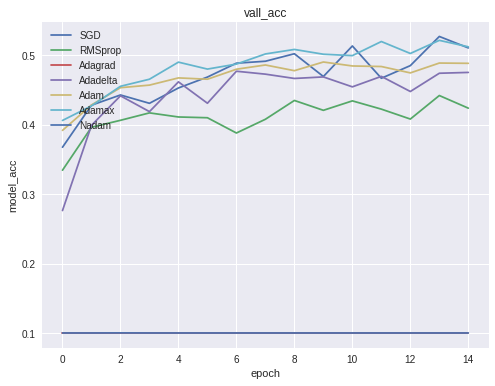 vall_acc
SGD
RMSprop
Adagrad
Adadelta
Adam
Adamax
Nadam
0.5
0.4
0.3
0.2
0.1
model_acc
0 2 4 6 8 10 12 14
epoch